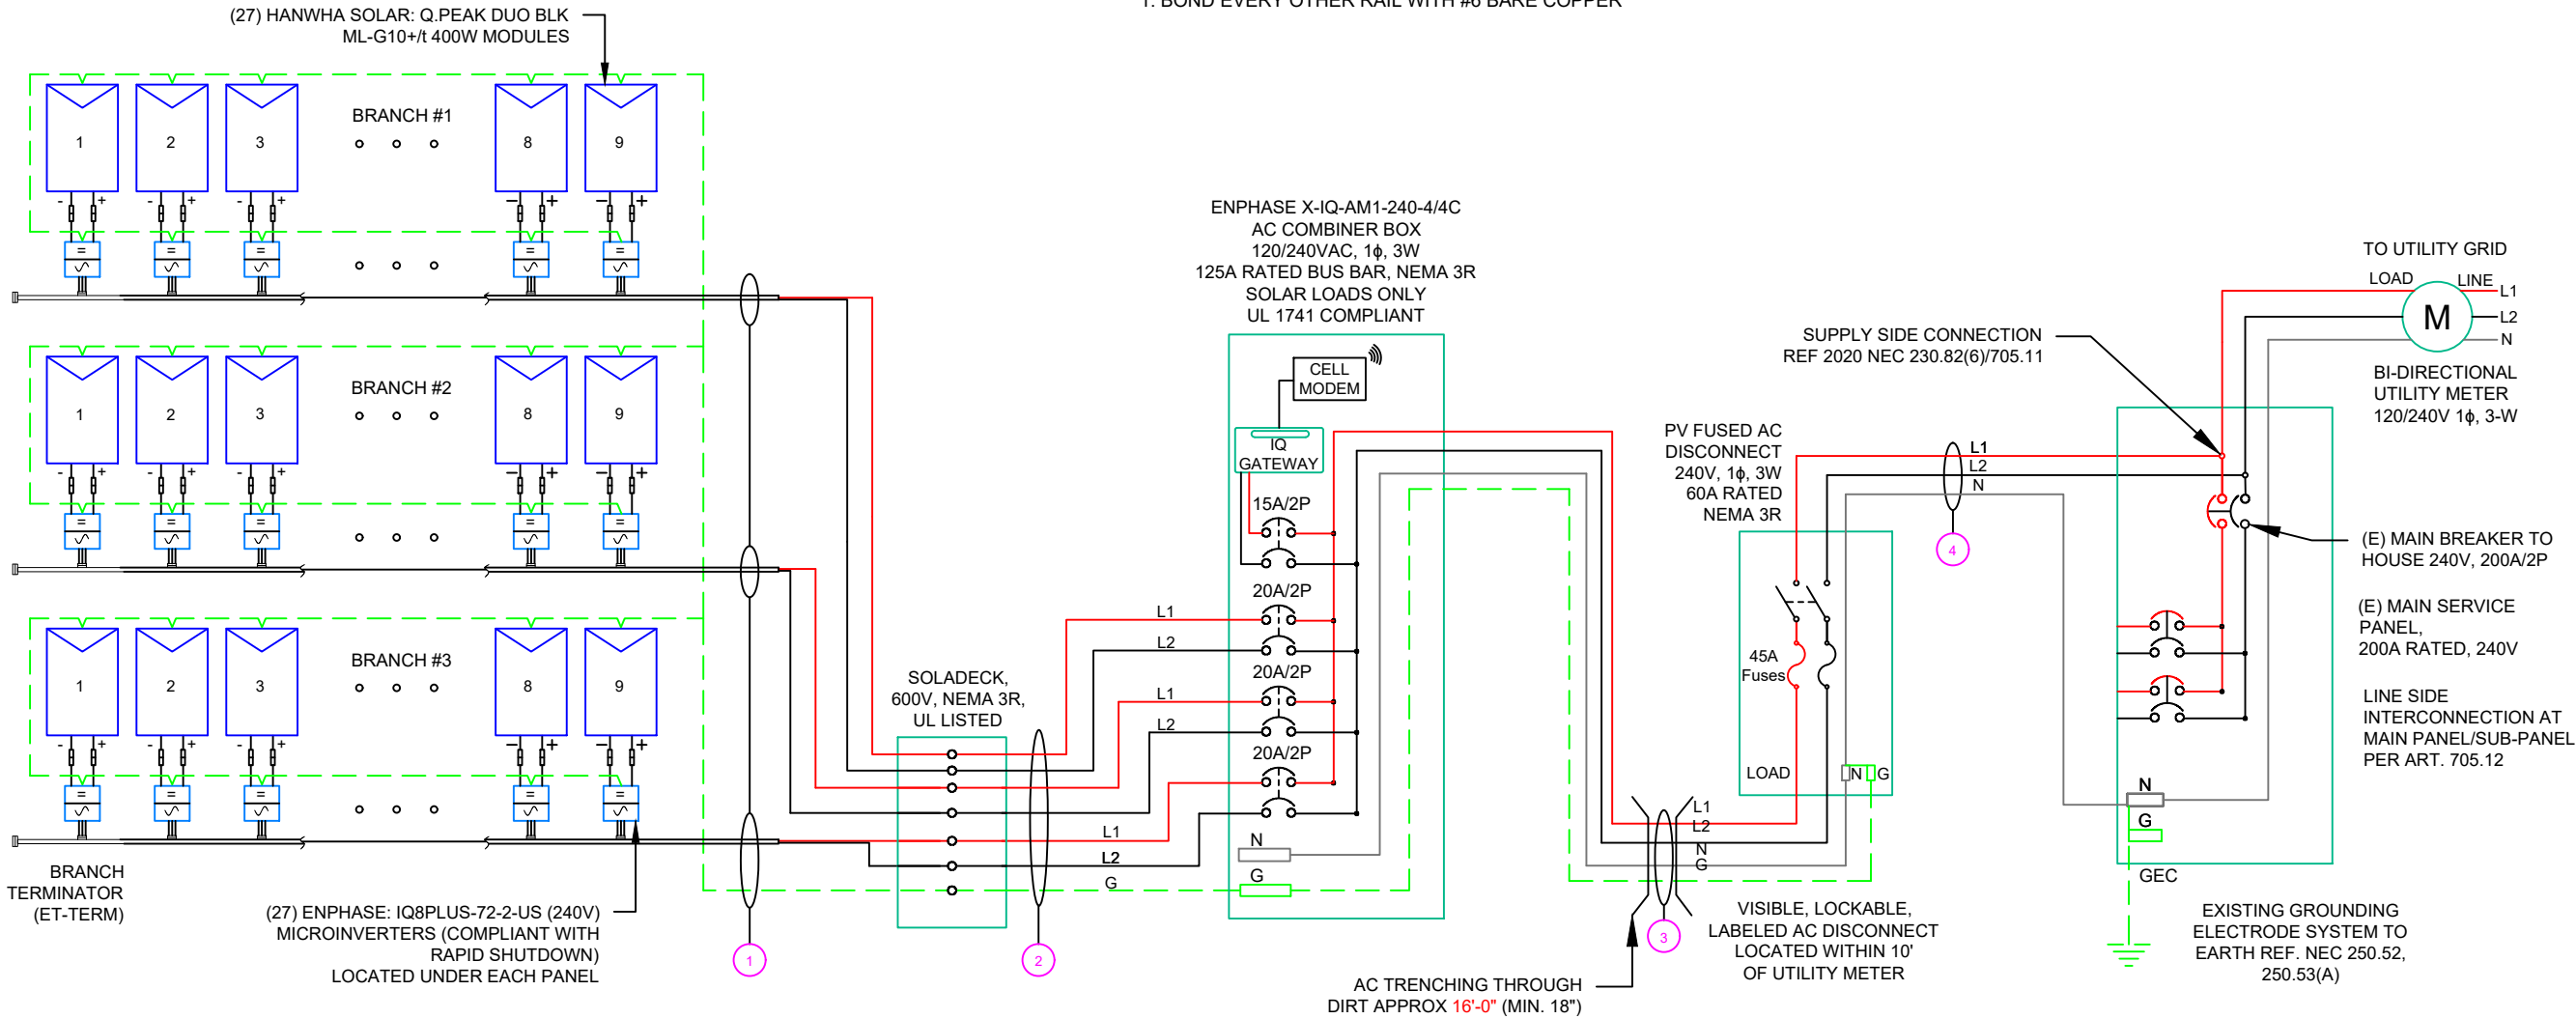 1. BOND EVERY OTHER RAIL WITH #6 BARE COPPER
(27) HANWHA SOLAR: Q.PEAK DUO BLK
ML-G10+/t 400W MODULES
1
2
3
BRANCH #1
8
9
- +
- +
- +
- +
- +
=
=
=
=
=
1
2
3
BRANCH #2
8
9
- +
- +
- +
- +
- +
=
=
=
=
=
1
2
3
BRANCH #3
8
9
- +
- +
- +
- +
- +
=
=
=
=
=
BRANCH
TERMINATOR
(ET-TERM)
(27) ENPHASE: IQ8PLUS-72-2-US (240V)
MICROINVERTERS (COMPLIANT WITH
RAPID SHUTDOWN)
LOCATED UNDER EACH PANEL
1
SOLADECK,
600V, NEMA 3R,
UL LISTED
2
L1
L2
L1
L2
L1
L2
G
ENPHASE X-IQ-AM1-240-4/4C
AC COMBINER BOX
120/240VAC, 1ϕ, 3W
125A RATED BUS BAR, NEMA 3R
SOLAR LOADS ONLY
UL 1741 COMPLIANT
CELL
MODEM
IQ
GATEWAY
15A/2P
20A/2P
20A/2P
20A/2P
N
G
AC TRENCHING THROUGH
DIRT APPROX 16'-0" (MIN. 18")
L1
L2
N
G
3
PV FUSED AC
DISCONNECT
240V, 1ϕ, 3W
60A RATED
NEMA 3R
45A
Fuses
LOAD
N G
VISIBLE, LOCKABLE,
LABELED AC DISCONNECT
LOCATED WITHIN 10'
OF UTILITY METER
L1
L2
N
4
SUPPLY SIDE CONNECTION
REF 2020 NEC 230.82(6)/705.11
TO UTILITY GRID
LOAD
LINE
L1
L2
N
M
BI-DIRECTIONAL
UTILITY METER
120/240V 1ϕ, 3-W
(E) MAIN BREAKER TO
HOUSE 240V, 200A/2P
(E) MAIN SERVICE
PANEL,
200A RATED, 240V
LINE SIDE
INTERCONNECTION AT
MAIN PANEL/SUB-PANEL
PER ART. 705.12
N
G
GEC
EXISTING GROUNDING
ELECTRODE SYSTEM TO
EARTH REF. NEC 250.52,
250.53(A)